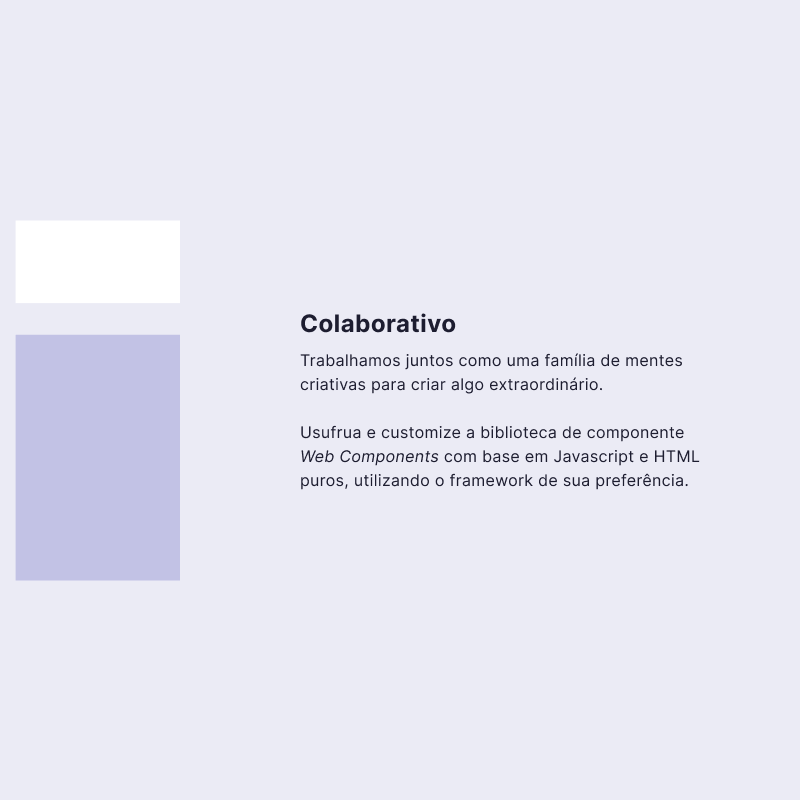 Colaborativo
Trabalhamos juntos como uma família de mentes
criativas para criar algo extraordinário.
Usufrua e customize a biblioteca de componente
Web Components com base em Javascript e HTML
puros, utilizando o framework de sua preferência.